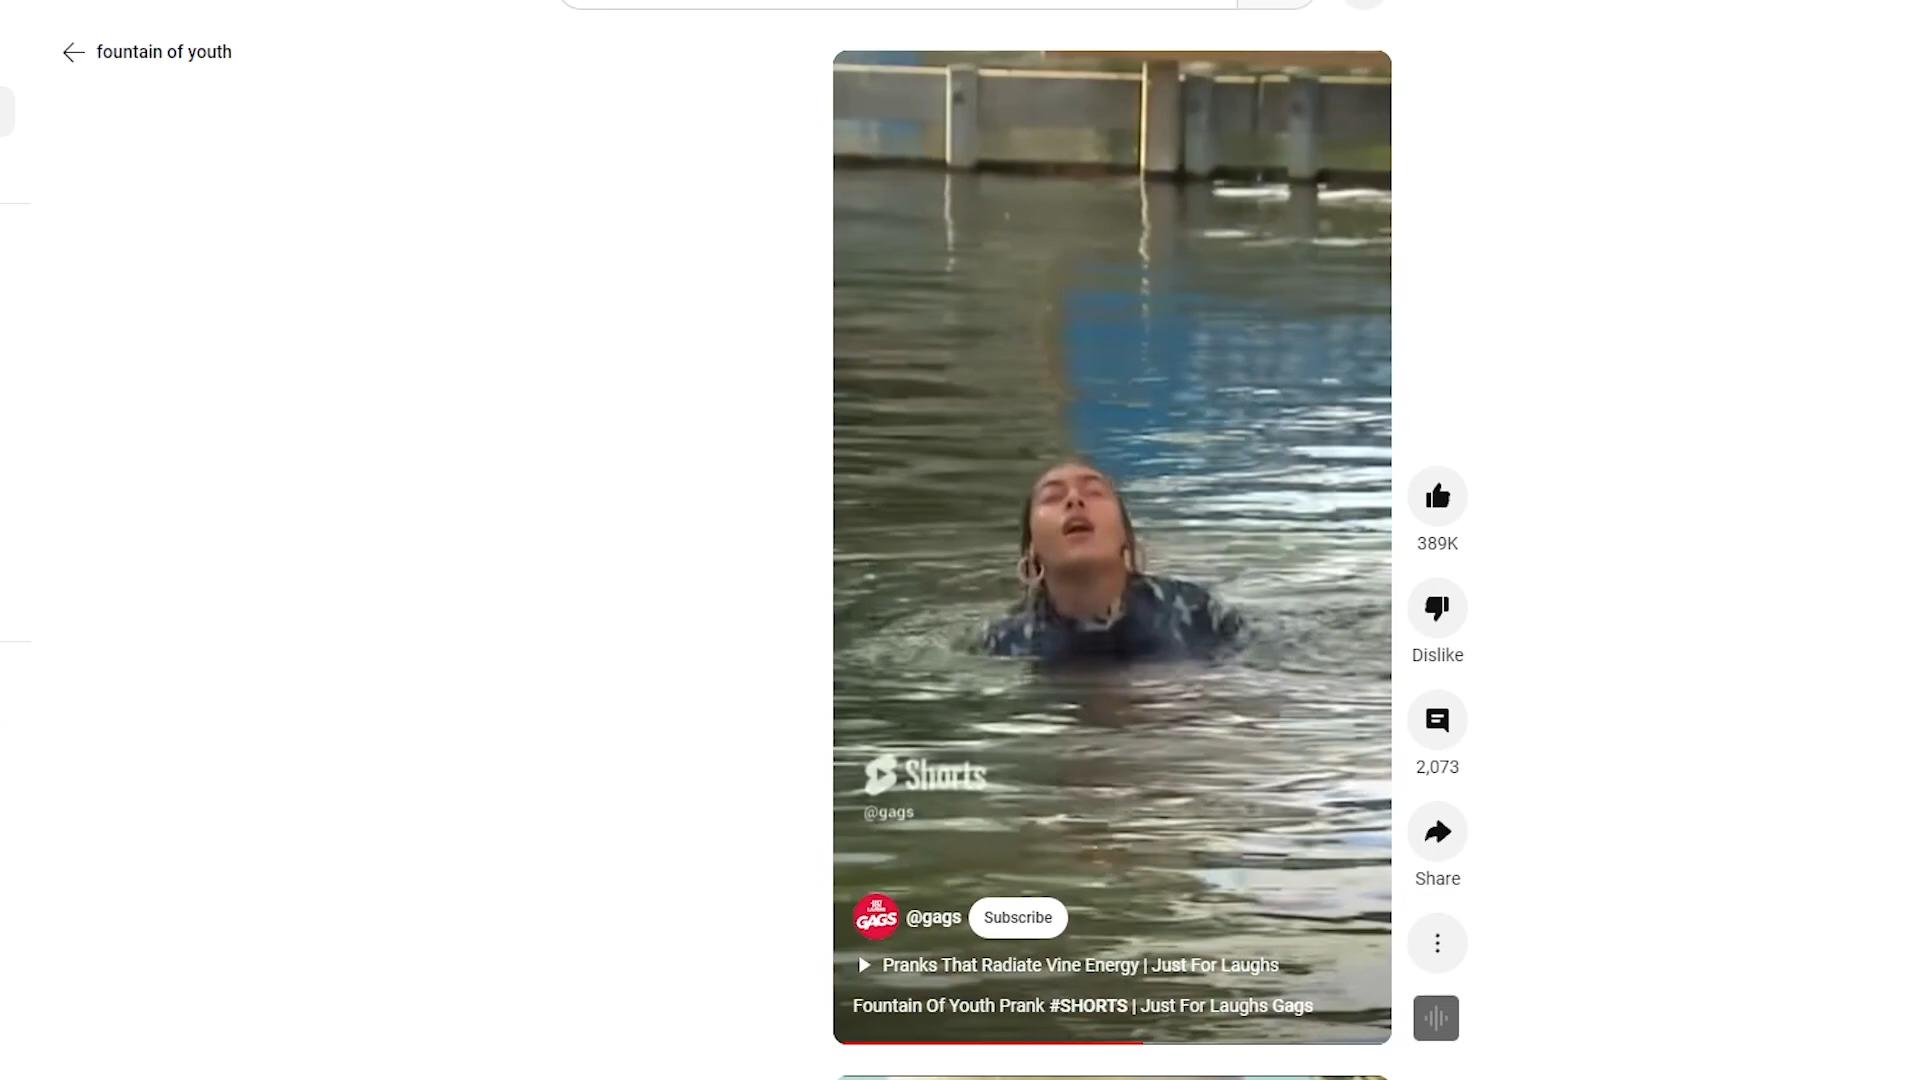 fountain of youth
389K
Dislike
2,073
Share
Shorts
@gags
GAGS
@gags
Subscribe
Pranks That Radiate Vine Energy | Just For Laughs
Fountain Of Youth Prank #SHORTS | Just For Laughs Gags